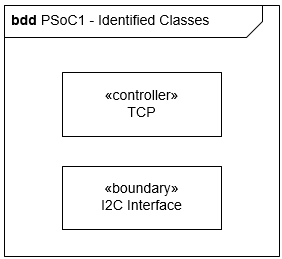 bdd PSoC1 - Identified Classes
«controller»
TCP
«boundary»
I2C Interface